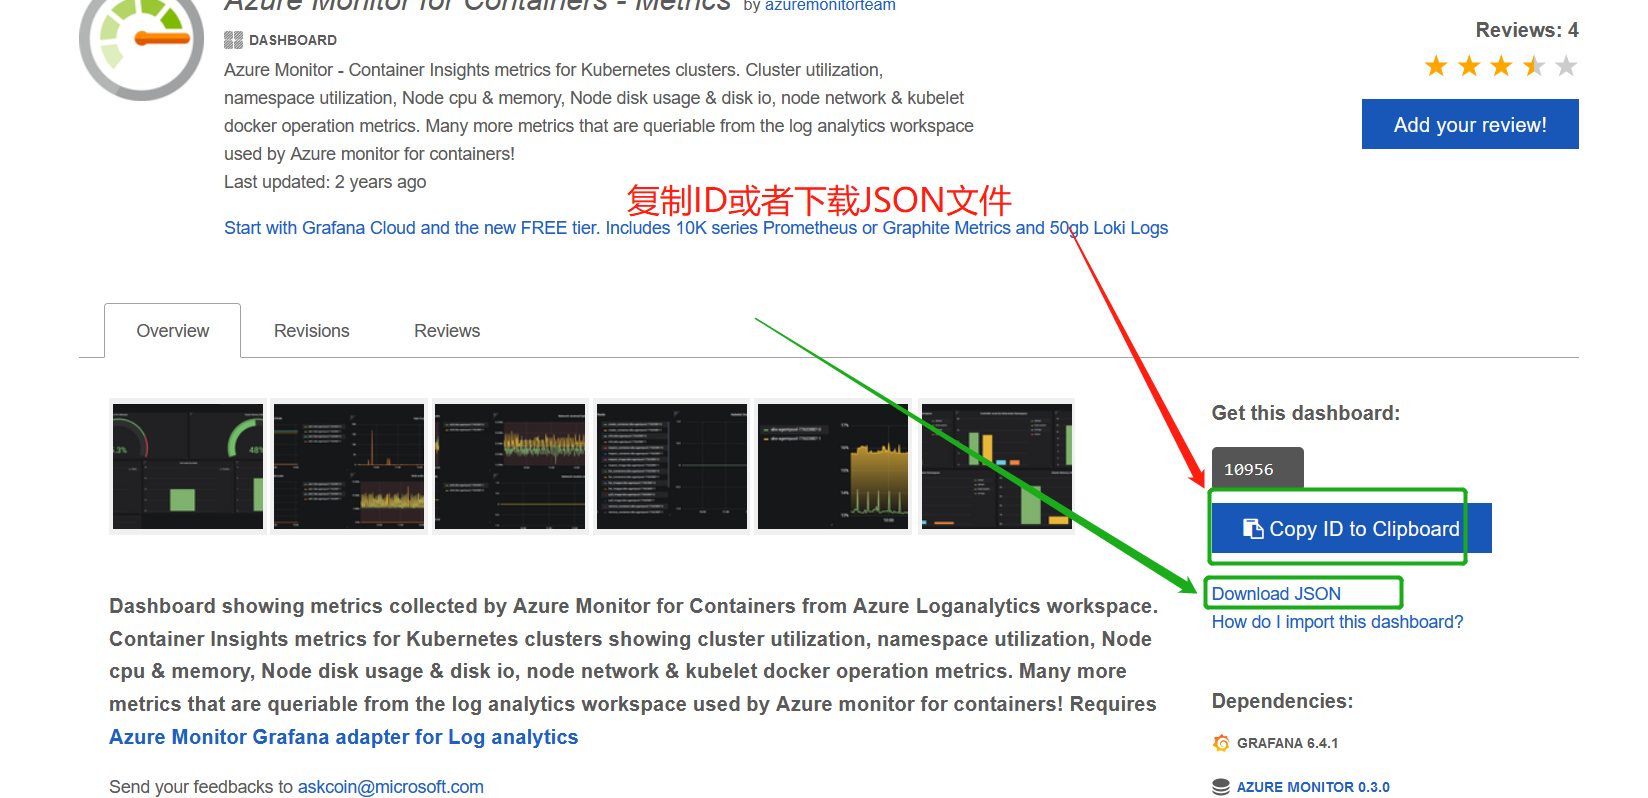 Azure Monitor for Containers - Metrics by azuremonitorteam
DASHBOARD
Azure Monitor - Container Insights metrics for Kubernetes clusters. Cluster utilization,
namespace utilization, Node cpu & memory, Node disk usage & disk io, node network & kubelet
docker operation metrics. Many more metrics that are queriable from the log analytics workspace
used by Azure monitor for containers!
Last updated: 2 years ago
Reviews: 4
Add your review!
复制ID或者下载JSON文件
Start with Grafana Cloud and the new FREE tier. Includes 10K series Prometheus or Graphite Metrics and 50gb Loki Logs
Overview
Revisions
Reviews
Get this dashboard:
10956
Copy ID to Clipboard
Download JSON
How do I import this dashboard?
Dashboard showing metrics collected by Azure Monitor for Containers from Azure Loganalytics workspace.
Container Insights metrics for Kubernetes clusters showing cluster utilization, namespace utilization, Node
cpu & memory, Node disk usage & disk io, node network & kubelet docker operation metrics. Many more
metrics that are queriable from the log analytics workspace used by Azure monitor for containers! Requires
Azure Monitor Grafana adapter for Log analytics
Send your feedbacks to askcoin@microsoft.com
Dependencies:
GRAFANA 6.4.1
AZURE MONITOR 0.3.0